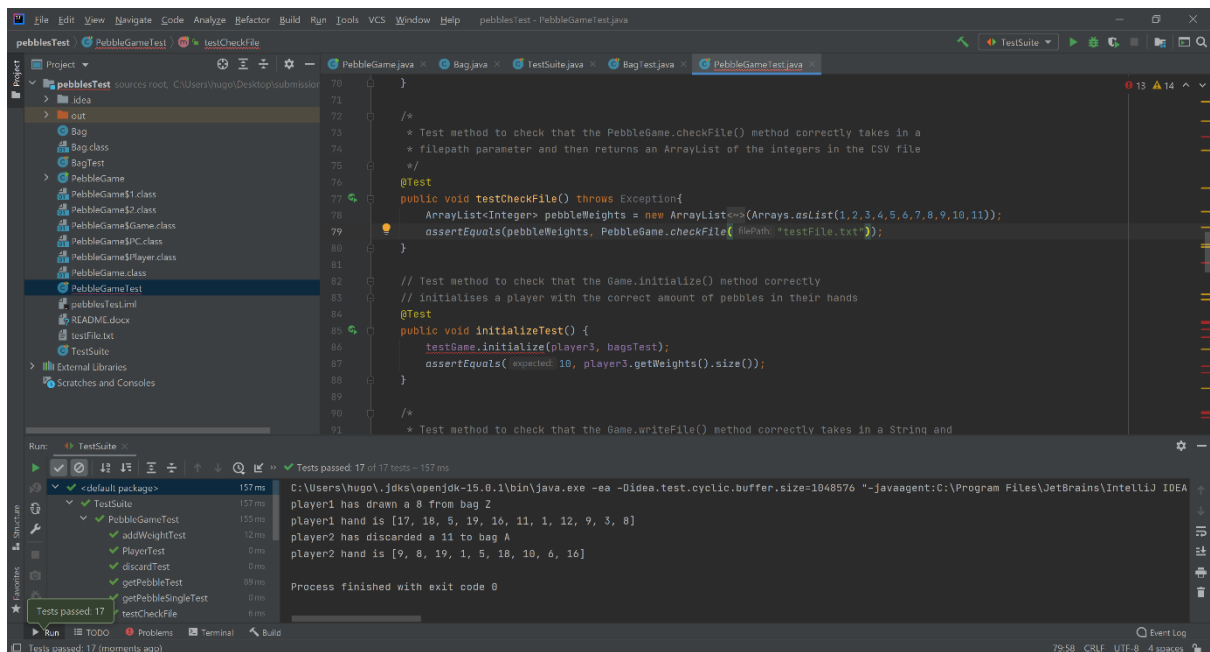 File Edit View Navigate Code Analyze Refactor Build Run Tools VCS Window Help pebblesTest - PebbleGameTest.java
pebblesTest PebbleGameTest testCheckFile TestSuite
Project
PebbleGame.java Bag.java TestSuite.java BagTest.java PebbleGameTest.java
pebblesTest sources root, C:\Users\hugo\Desktop\submission
.idea
out
Bag
Bag.class
BagTest
PebbleGame
PebbleGame$1.class
PebbleGame$2.class
PebbleGame$Game.class
PebbleGame$PC.class
PebbleGame$Player.class
PebbleGame.class
PebbleGameTest
pebblesTest.iml
README.docx
testFile.txt
TestSuite
External Libraries
Scratches and Consoles
13 14
70 }
71
72 /*
73 * Test method to check that the PebbleGame.checkFile() method correctly takes in a
74 * filepath parameter and then returns an ArrayList of the integers in the CSV file
75 */
76 @Test
77 public void testCheckFile() throws Exception{
78 ArrayList<Integer> pebbleWeights = new ArrayList<~>(Arrays.asList(1,2,3,4,5,6,7,8,9,10,11));
79 assertEquals(pebbleWeights, PebbleGame.checkFile( filePath: "testFile.txt"));
80 }
81
82 // Test method to check that the Game.initialize() method correctly
83 // initialises a player with the correct amount of pebbles in their hands
84 @Test
85 public void initializeTest() {
86 testGame.initialize(player3, bagsTest);
87 assertEquals( expected: 10, player3.getWeights().size());
88 }
89
90 /*
91 * Test method to check that the Game.writeFile() method correctly takes in a String and
Run: TestSuite
Tests passed: 17 of 17 tests – 157 ms
<default package> 157 ms
TestSuite 157 ms
PebbleGameTest 155 ms
addWeightTest 12 ms
PlayerTest 0 ms
discardTest 0 ms
getPebbleTest 89 ms
getPebbleSingleTest 0 ms
testCheckFile 6 ms
C:\Users\hugo\.jdks\openjdk-15.0.1\bin\java.exe -ea -Didea.test.cyclic.buffer.size=1048576 "-javaagent:C:\Program Files\JetBrains\IntelliJ IDEA
player1 has drawn a 8 from bag Z
player1 hand is [17, 18, 5, 19, 16, 11, 1, 12, 9, 3, 8]
player2 has discarded a 11 to bag A
player2 hand is [9, 8, 19, 1, 5, 18, 10, 6, 16]
Process finished with exit code 0
Structure
Favorites
Tests passed: 17
Run TODO Problems Terminal Build Event Log
Tests passed: 17 (moments ago) 79:58 CRLF UTF-8 4 spaces